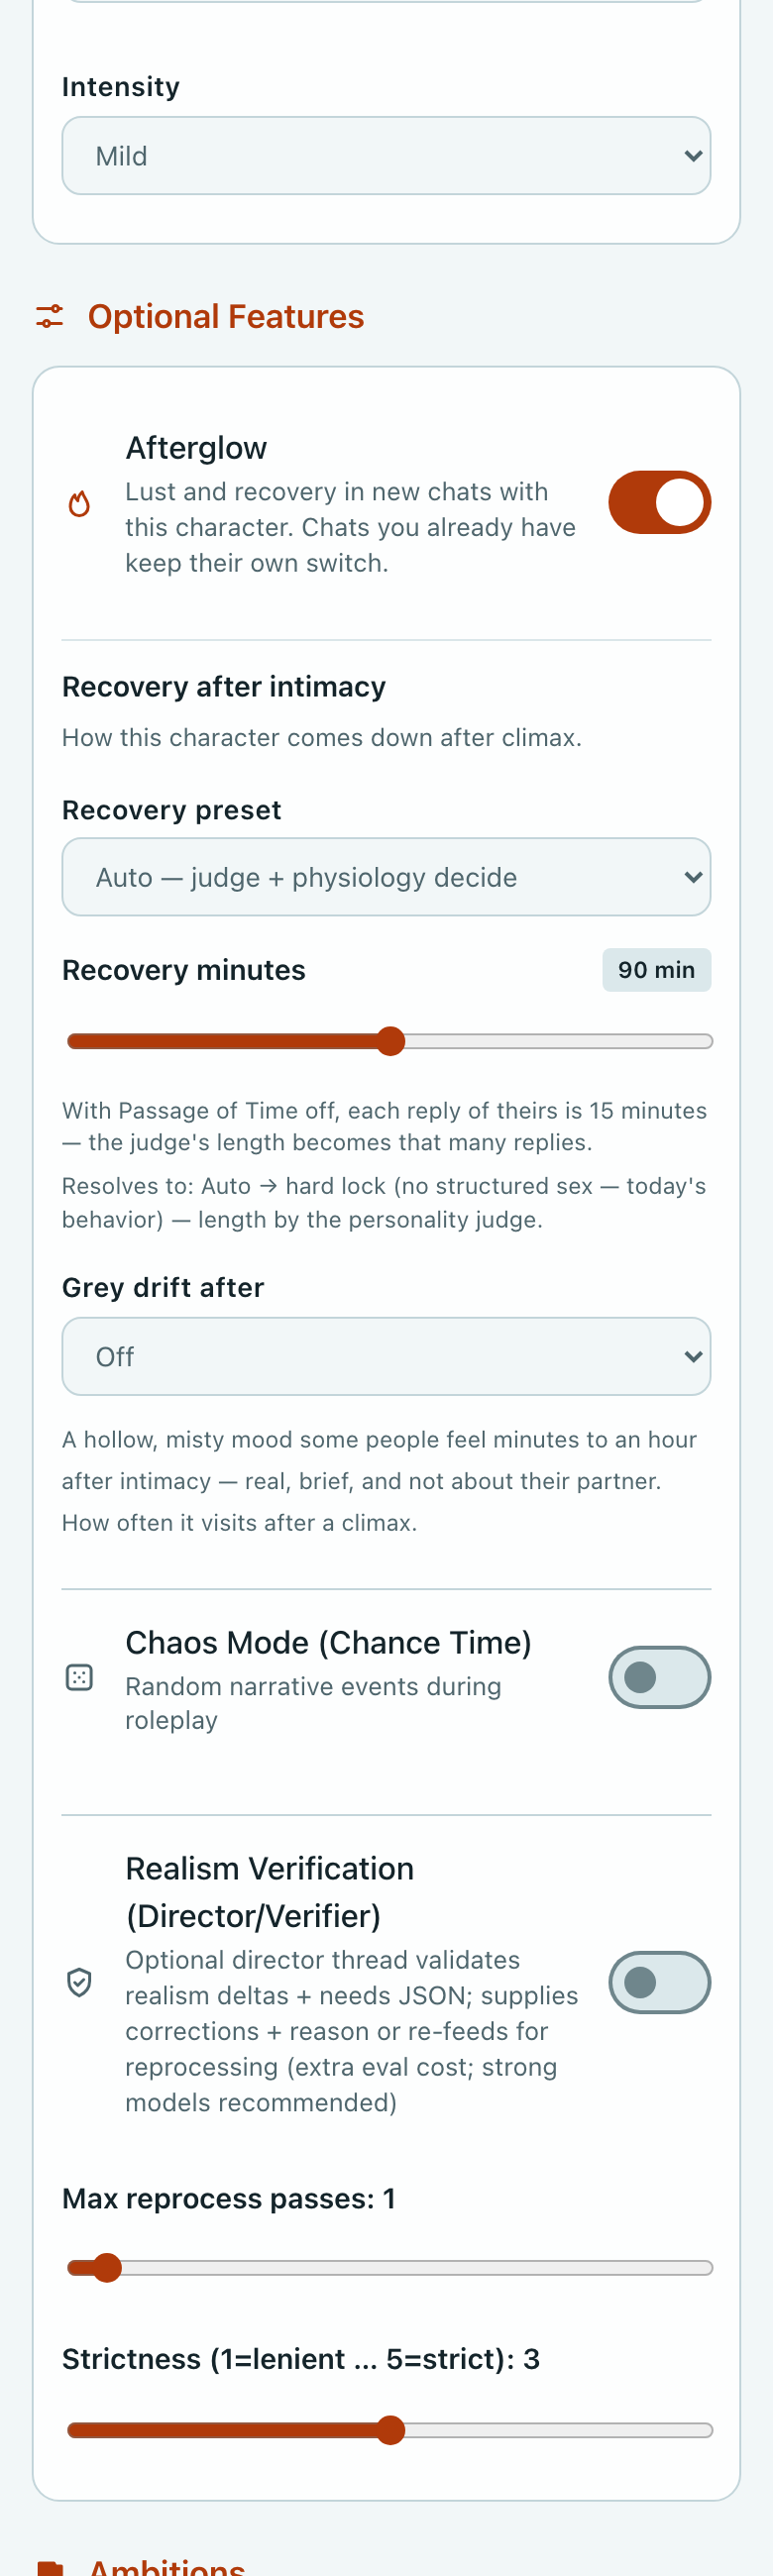 Intensity
Mild
Optional Features
Afterglow
Lust and recovery in new chats with
this character. Chats you already have
keep their own switch.
Recovery after intimacy
How this character comes down after climax.
Recovery preset
Auto — judge + physiology decide
Recovery minutes
90 min
With Passage of Time off, each reply of theirs is 15 minutes
— the judge's length becomes that many replies.
Resolves to: Auto → hard lock (no structured sex — today's
behavior) — length by the personality judge.
Grey drift after
Off
A hollow, misty mood some people feel minutes to an hour
after intimacy — real, brief, and not about their partner.
How often it visits after a climax.
Chaos Mode (Chance Time)
Random narrative events during
roleplay
Realism Verification
(Director/Verifier)
Optional director thread validates
realism deltas + needs JSON; supplies
corrections + reason or re-feeds for
reprocessing (extra eval cost; strong
models recommended)
Max reprocess passes: 1
Strictness (1=lenient ... 5=strict): 3
Ambitions